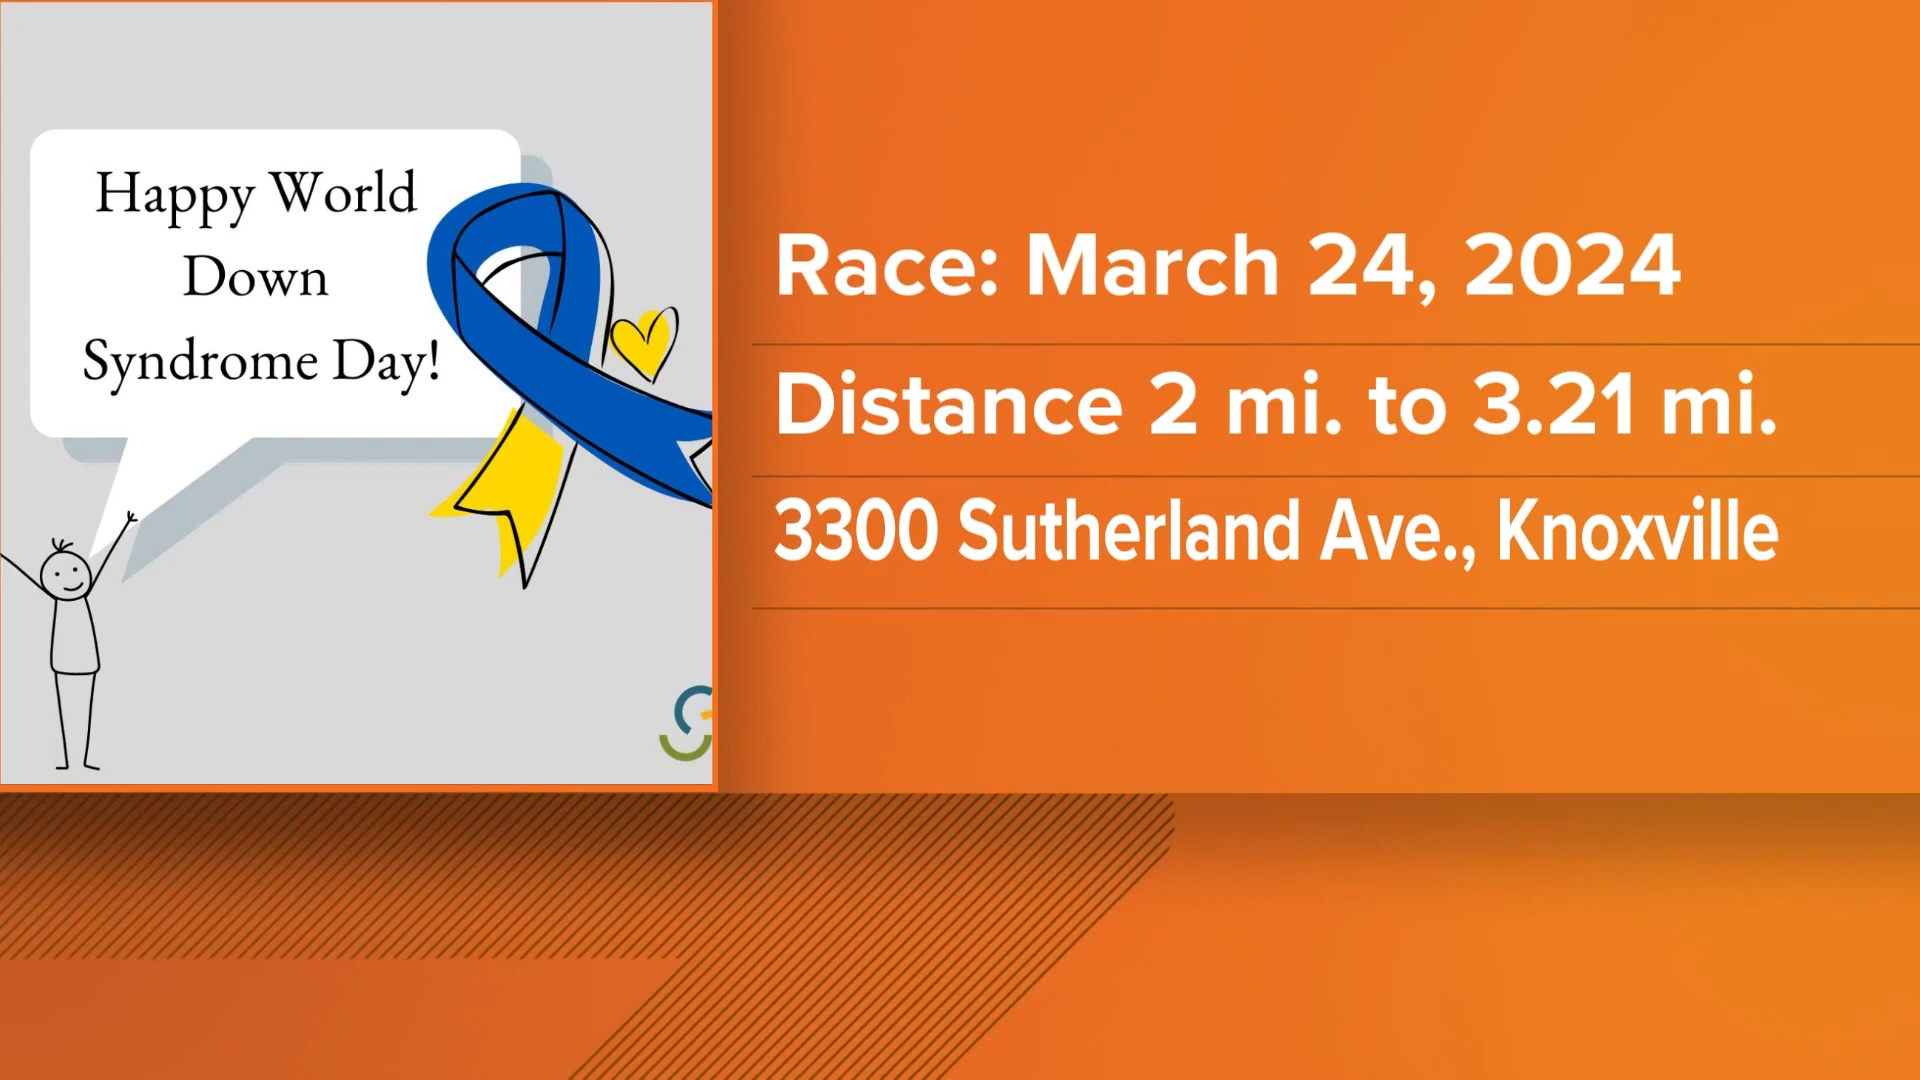 Happy World
Down
Syndrome Day!
Race: March 24, 2024
Distance 2 mi. to 3.21 mi.
3300 Sutherland Ave., Knoxville